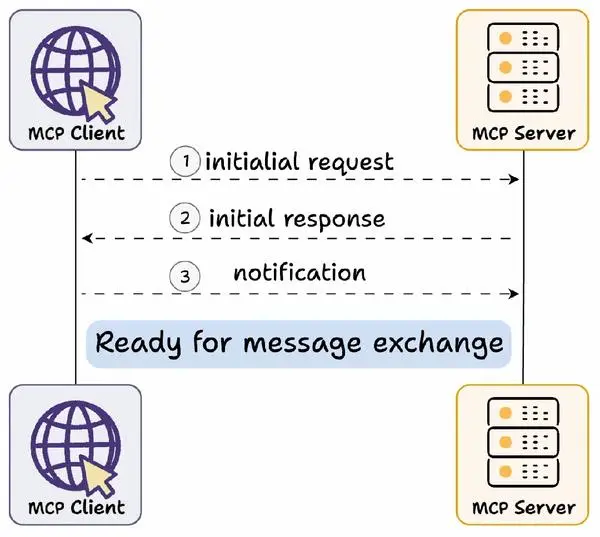 MCP Client
MCP Server
1 initialial request
2 initial response
3 notification
Ready for message exchange
MCP Client
MCP Server